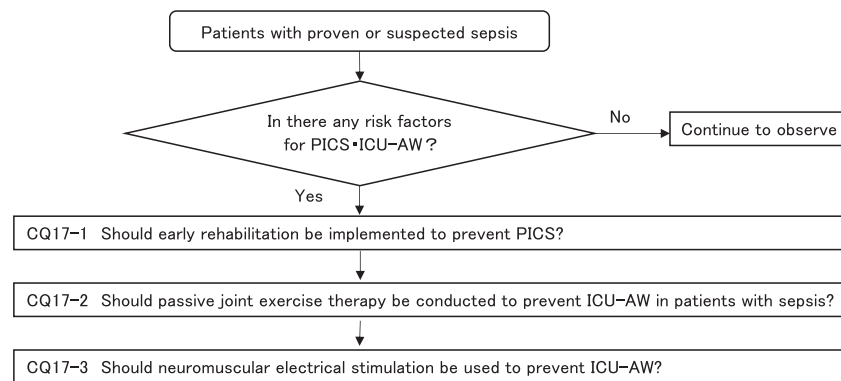 Patients with proven or suspected sepsis
In there any risk factors
for PICS・ICU-AW？
No
Continue to observe
Yes
CQ17-1 Should early rehabilitation be implemented to prevent PICS?
CQ17-2 Should passive joint exercise therapy be conducted to prevent ICU-AW in patients with sepsis?
CQ17-3 Should neuromuscular electrical stimulation be used to prevent ICU-AW?